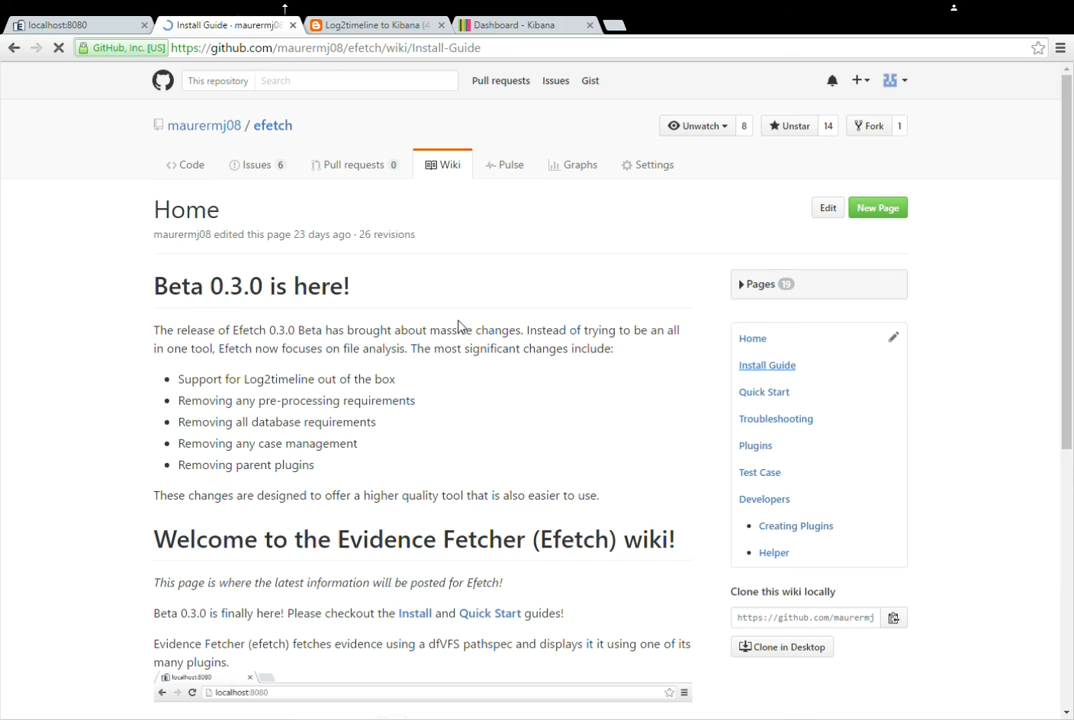 localhost:8080
Install Guide · maurermj0
Log2timeline to Kibana (4
Dashboard - Kibana
GitHub, Inc. [US] https://github.com/maurermj08/efetch/wiki/Install-Guide
This repository Search Pull requests Issues Gist
maurermj08 / efetch Unwatch 8 Unstar 14 Fork 1
Code Issues 6 Pull requests 0 Wiki Pulse Graphs Settings
Home
Edit New Page
maurermj08 edited this page 23 days ago · 26 revisions
Beta 0.3.0 is here!
The release of Efetch 0.3.0 Beta has brought about massive changes. Instead of trying to be an all
in one tool, Efetch now focuses on file analysis. The most significant changes include:
Support for Log2timeline out of the box
Removing any pre-processing requirements
Removing all database requirements
Removing any case management
Removing parent plugins
These changes are designed to offer a higher quality tool that is also easier to use.
Welcome to the Evidence Fetcher (Efetch) wiki!
This page is where the latest information will be posted for Efetch!
Beta 0.3.0 is finally here! Please checkout the Install and Quick Start guides!
Evidence Fetcher (efetch) fetches evidence using a dfVFS pathspec and displays it it using one of its
many plugins.
localhost:8080
localhost:8080
Pages 19
Home
Install Guide
Quick Start
Troubleshooting
Plugins
Test Case
Developers
Creating Plugins
Helper
Clone this wiki locally
https://github.com/maurermj
Clone in Desktop